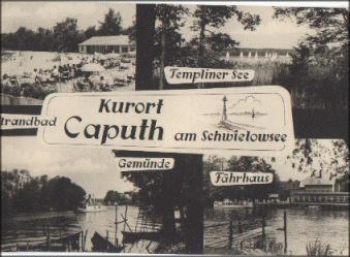 Templiner See
Strandbad
Kurort
Caputh am Schwielowsee
Gemünde
Fährhaus